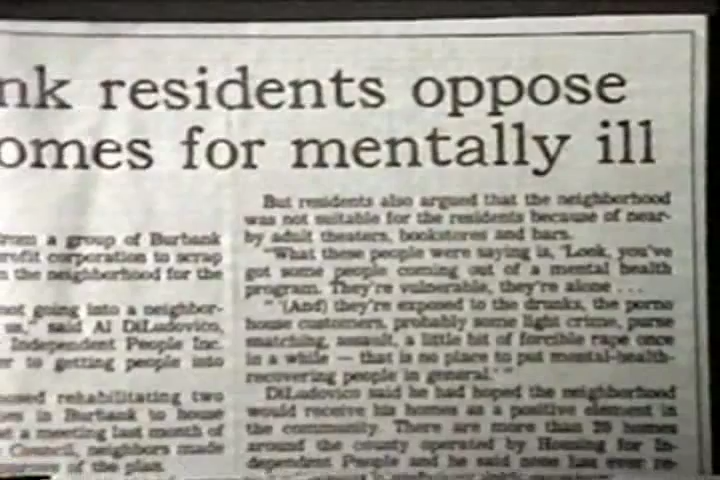 nk residents oppose
omes for mentally ill
from a group of Burbank
rofit corporation to scrap
n the neighborhood for the
not going into a neighbor-
us," said Al DiLudovico,
Independent People Inc.
er to getting people into
osed rehabilitating two
es in Burbank to house
at a meeting last month of
Council, neighbors made
of the plan.
But residents also argued that the neighborhood
was not suitable for the residents because of near-
by adult theaters, bookstores and bars.
"What these people were saying is, 'Look, you've
got some people coming out of a mental health
program. They're vulnerable, they're alone . . .
" '(And) they're exposed to the drunks, the porno
house customers, probably some light crime, purse
snatching, assault, a little bit of forcible rape once
in a while — that is no place to put mental-health-
recovering people in general.' "
DiLudovico said he had hoped the neighborhood
would receive his homes as a positive element in
the community. There are more than 20 homes
around the county operated by Housing for In-
dependent People and he said none has ever re-